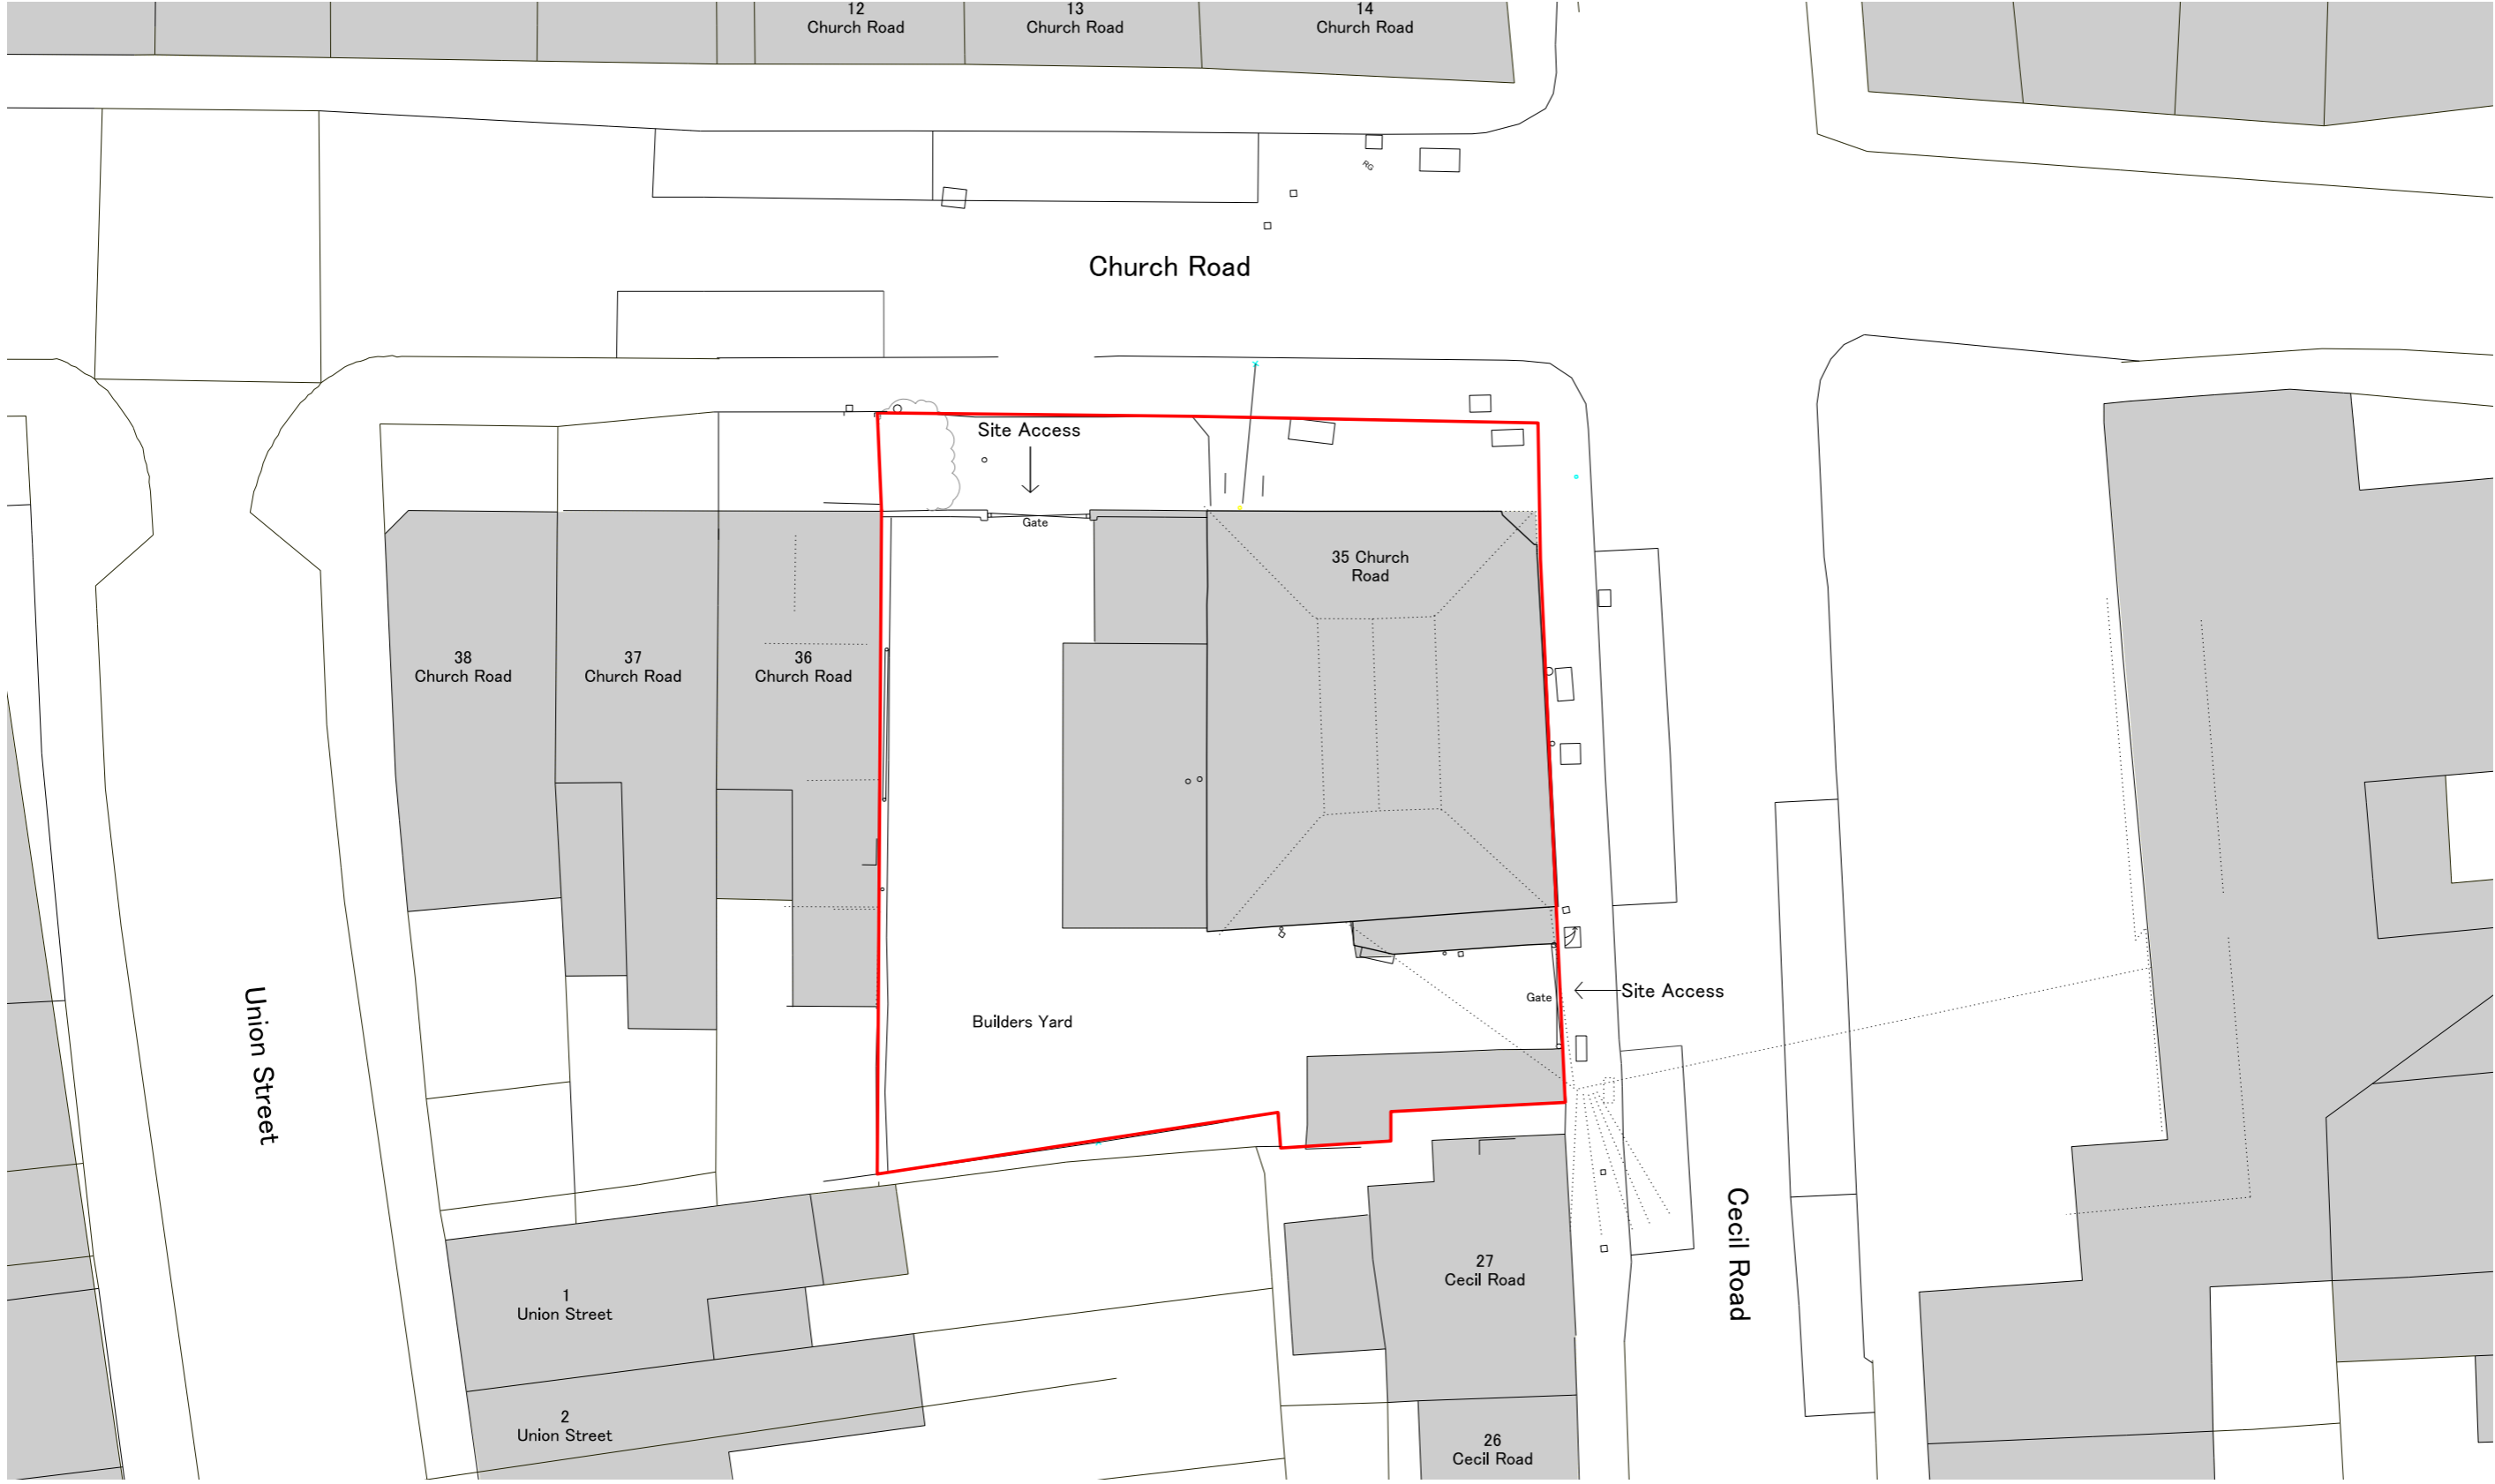 12
Church Road
13
Church Road
14
Church Road
RG
Church Road
Site Access
Gate
35 Church
Road
38
Church Road
37
Church Road
36
Church Road
Union Street
Builders Yard
Gate
Site Access
Cecil Road
27
Cecil Road
1
Union Street
2
Union Street
26
Cecil Road